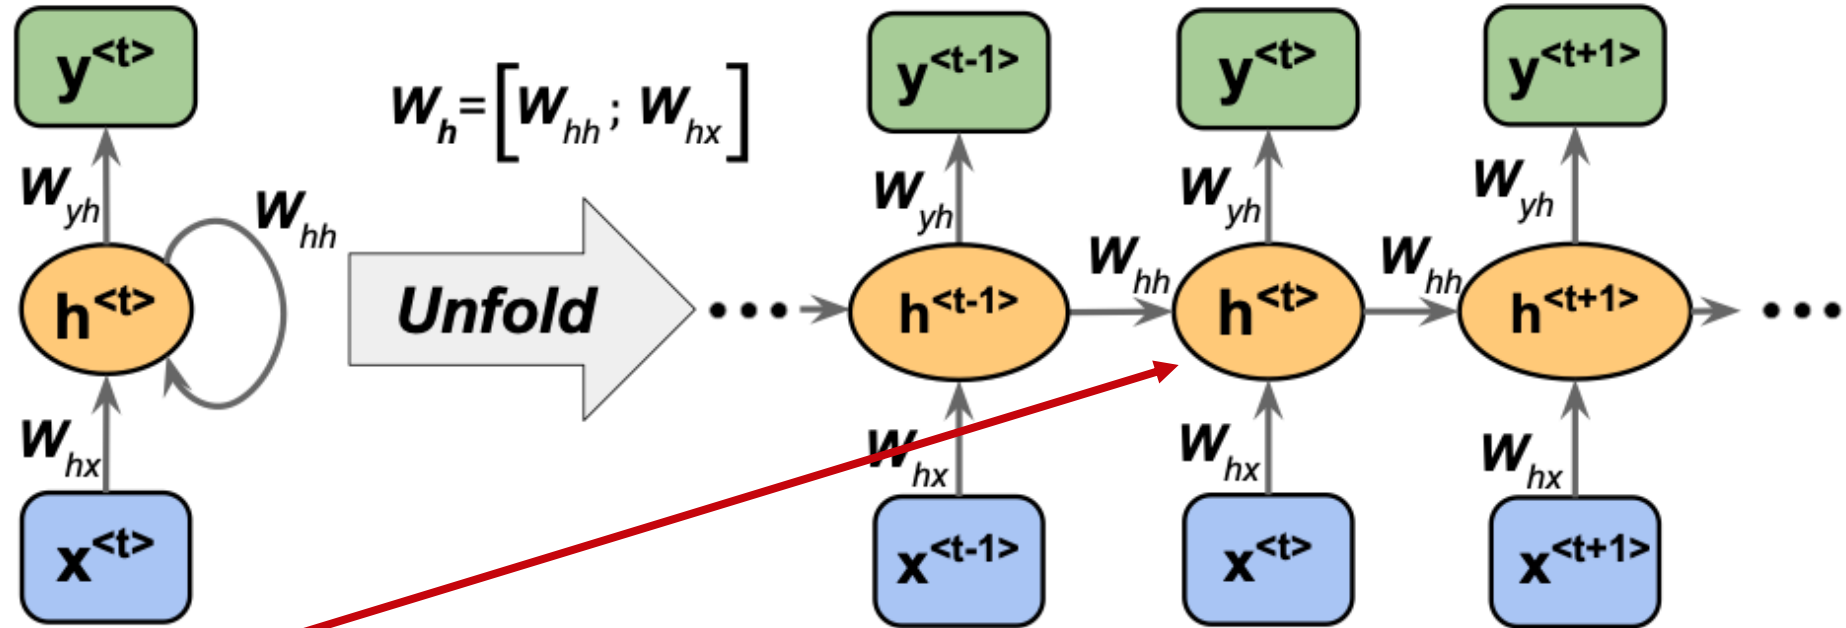 y<t>
W_yh
W_hh
h<t>
W_hx
x<t>
W_h=[W_hh; W_hx]
Unfold
y<t-1> y<t> y<t+1>
W_yh W_yh W_yh
W_hh W_hh
... h<t-1> h<t> h<t+1> ...
W_hx W_hx W_hx
x<t-1> x<t> x<t+1>